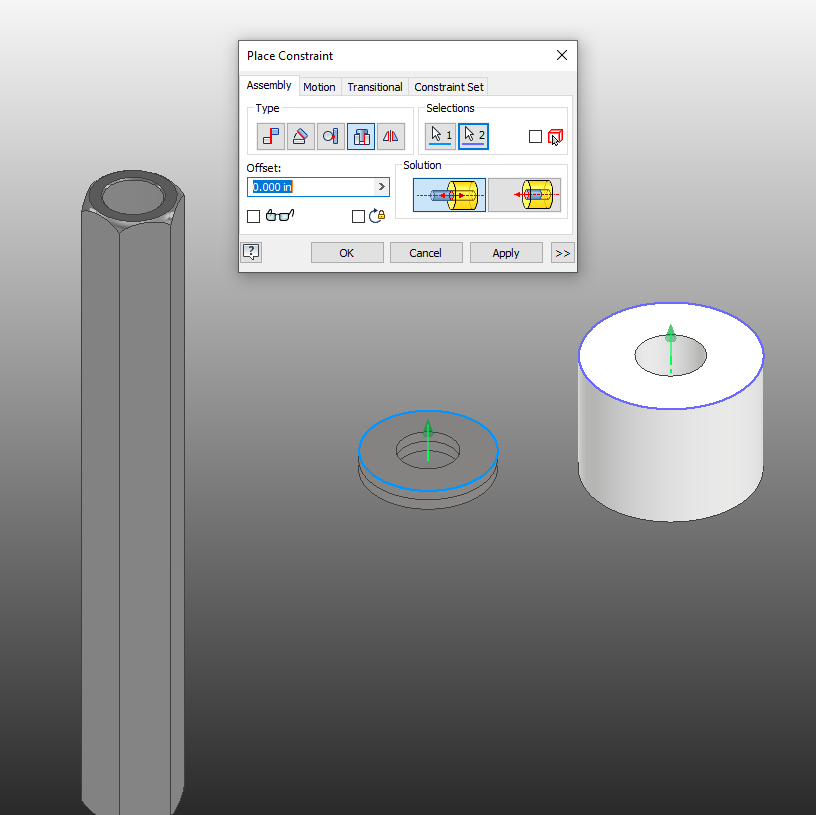 Place Constraint
Assembly Motion Transitional Constraint Set
Type Selections
1 2
Offset: Solution
0.000 in >
?
OK Cancel Apply >>